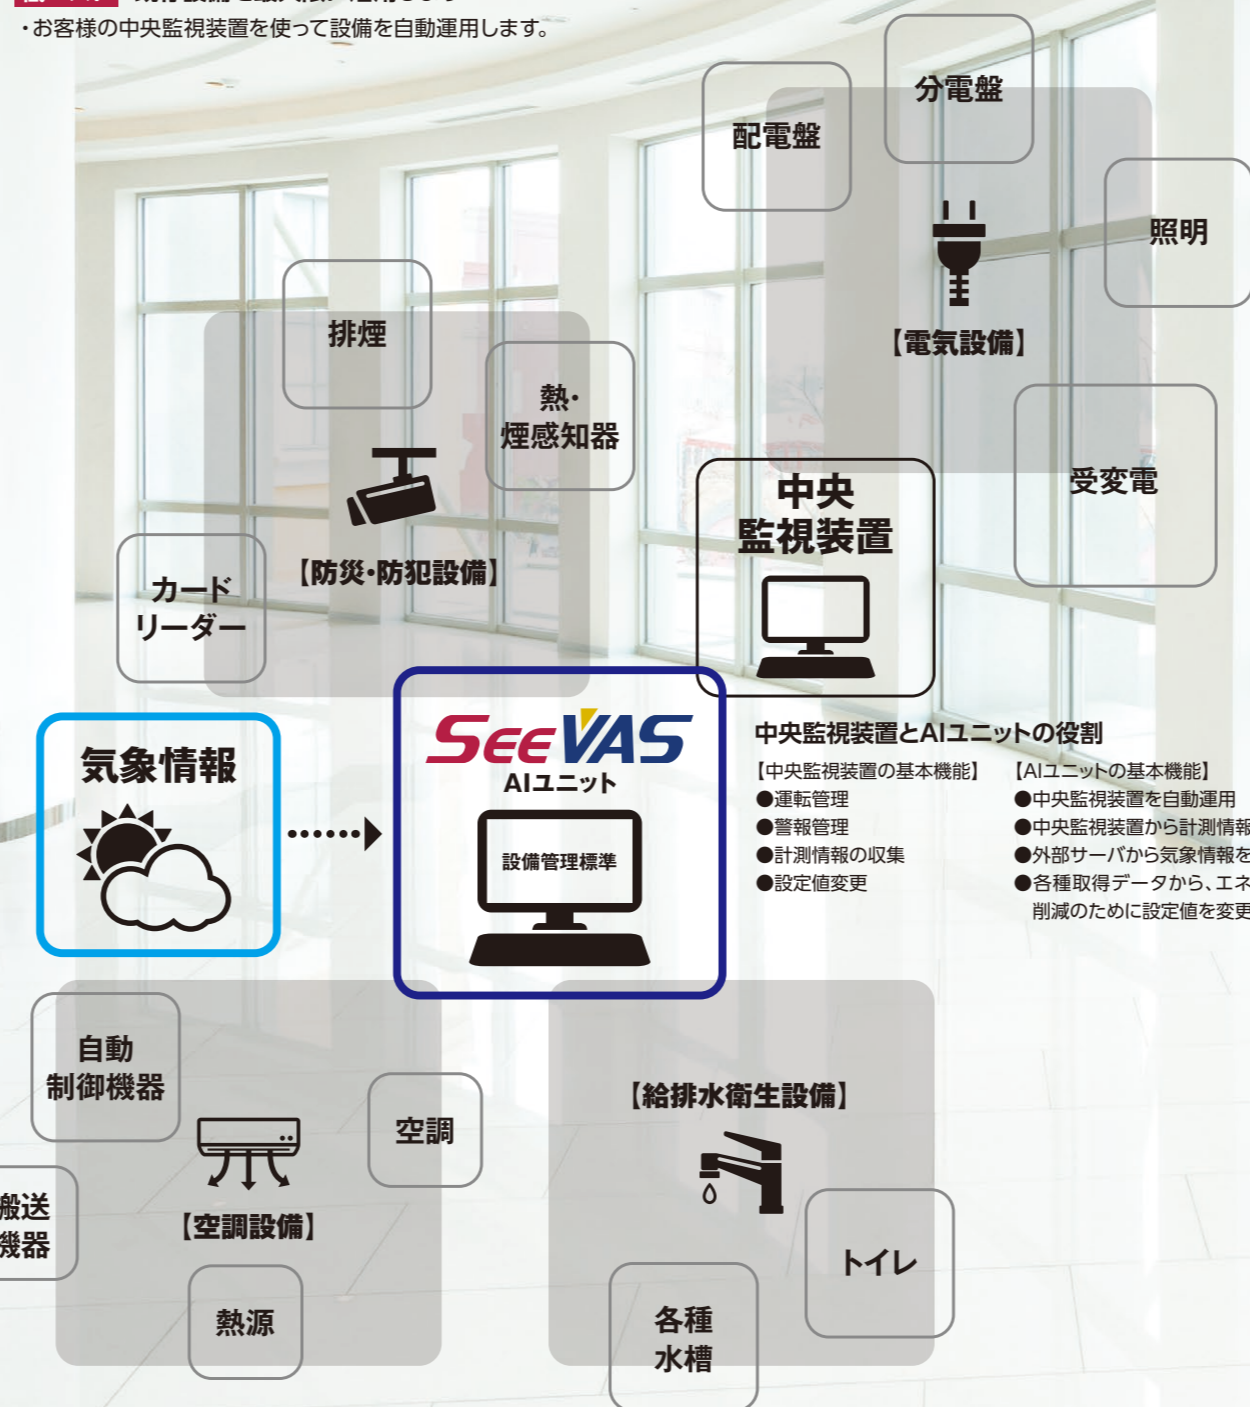 ・お客様の中央監視装置を使って設備を自動運用します。
分電盤
配電盤
照明
【電気設備】
受変電
排煙
熱・
煙感知器
【防災・防犯設備】
カード
リーダー
中央
監視装置
気象情報
SEEVAS
AIユニット
設備管理標準
中央監視装置とAIユニットの役割
【中央監視装置の基本機能】
●運転管理
●警報管理
●計測情報の収集
●設定値変更
【AIユニットの基本機能】
●中央監視装置を自動運用
●中央監視装置から計測情報
●外部サーバから気象情報を
●各種取得データから、エネ
削減のために設定値を変更
自動
制御機器
空調
搬送
機器
【空調設備】
熱源
【給排水衛生設備】
トイレ
各種
水槽